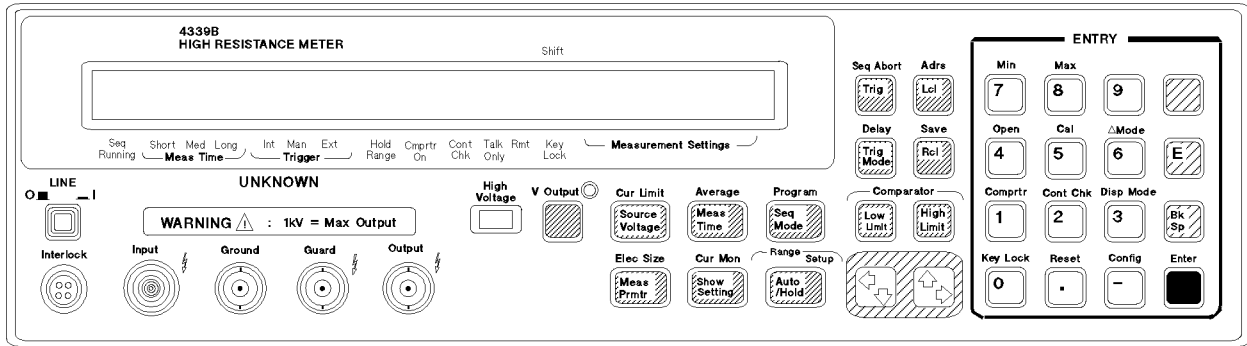 4339B
HIGH RESISTANCE METER
Shift
Seq Running
Short Med Long
Meas Time
Int Man Ext
Trigger
Hold Range
Cmprtr On
Cont Chk
Talk Only
Rmt
Key Lock
Measurement Settings
LINE
O
I
UNKNOWN
WARNING ⚠ : 1kV = Max Output
High Voltage
V Output
Interlock
Input
Ground
Guard
Output
Cur Limit
Source Voltage
Average
Meas Time
Program
Seq Mode
Elec Size
Meas Prmtr
Cur Mon
Show Setting
Range Setup
Auto /Hold
Seq Abort
Trig
Adrs
Lcl
Delay
Trig Mode
Save
Rcl
Comparator
Low Limit
High Limit
ENTRY
Min
7
Max
8
9
Open
4
Cal
5
△Mode
6
E
Comprtr
1
Cont Chk
2
Disp Mode
3
Bk Sp
Key Lock
0
Reset
.
Config
−
Enter